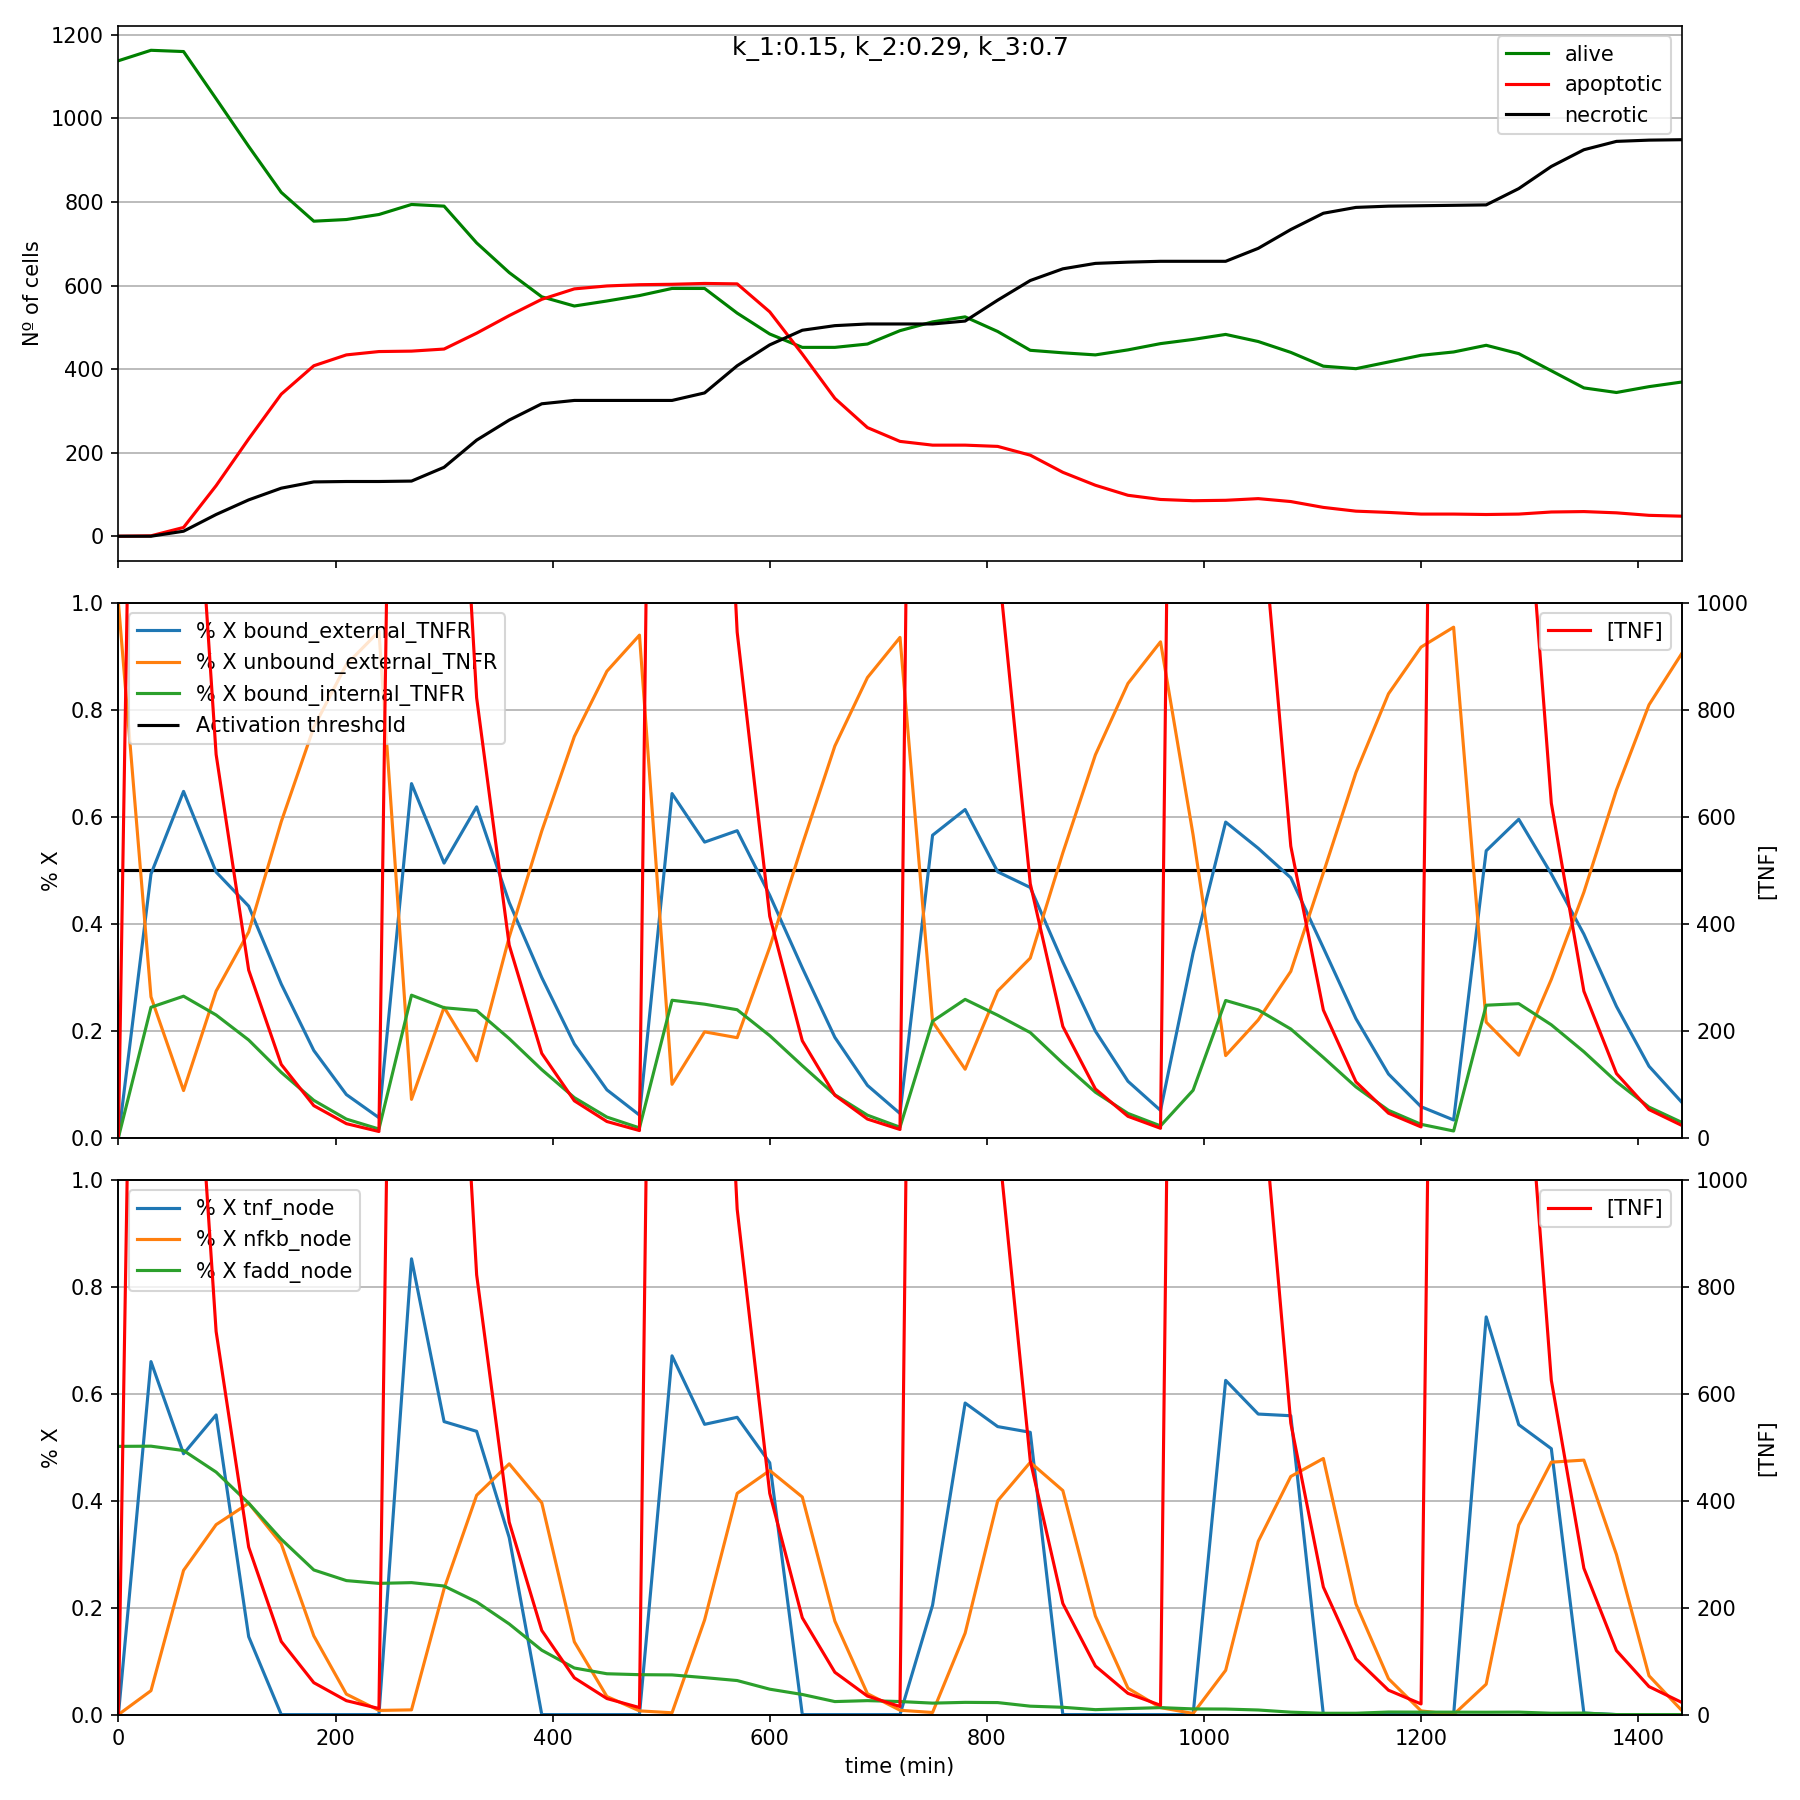 k_1:0.15, k_2:0.29, k_3:0.7
alive
apoptotic
necrotic
1200
1000
800
600
400
200
0
Nº of cells
% X bound_external_TNFR
% X unbound_external_TNFR
% X bound_internal_TNFR
Activation threshold
[TNF]
1.0
0.8
0.6
0.4
0.2
0.0
% X
1000
800
600
400
200
0
[TNF]
% X tnf_node
% X nfkb_node
% X fadd_node
[TNF]
1.0
0.8
0.6
0.4
0.2
0.0
% X
1000
800
600
400
200
0
[TNF]
0 200 400 600 800 1000 1200 1400
time (min)